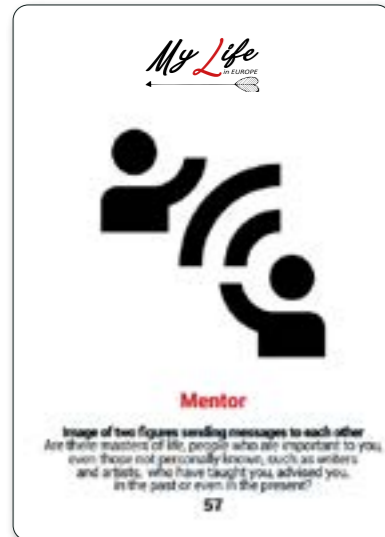 My Life
in EUROPE
Mentor
Image of two figures sending messages to each other
Are there masters of life, people who are important to you,
even those not personally known, such as writers
and artists, who have taught you, advised you,
in the past or even in the present?
57